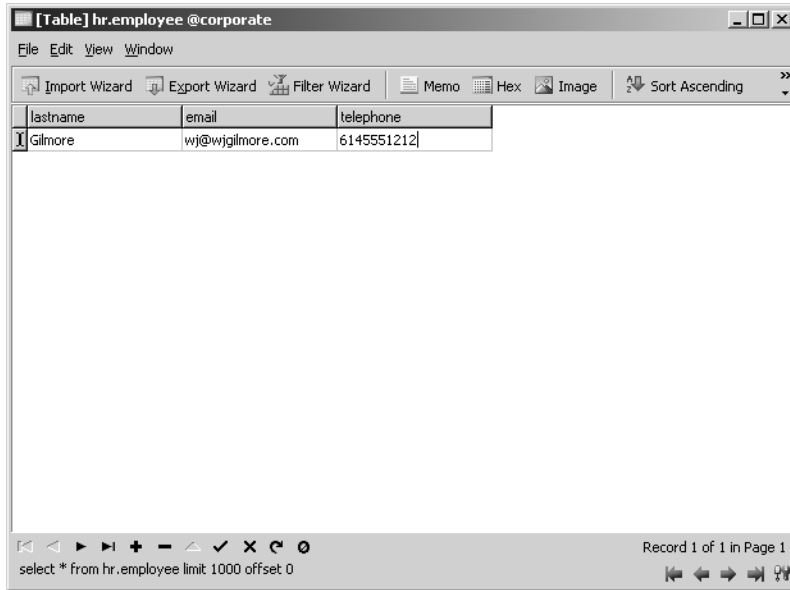 [Table] hr.employee @corporate
File Edit View Window
Import Wizard Export Wizard Filter Wizard Memo Hex Image Sort Ascending
lastname email telephone
Gilmore wj@wjgilmore.com 6145551212
Record 1 of 1 in Page 1
select * from hr.employee limit 1000 offset 0